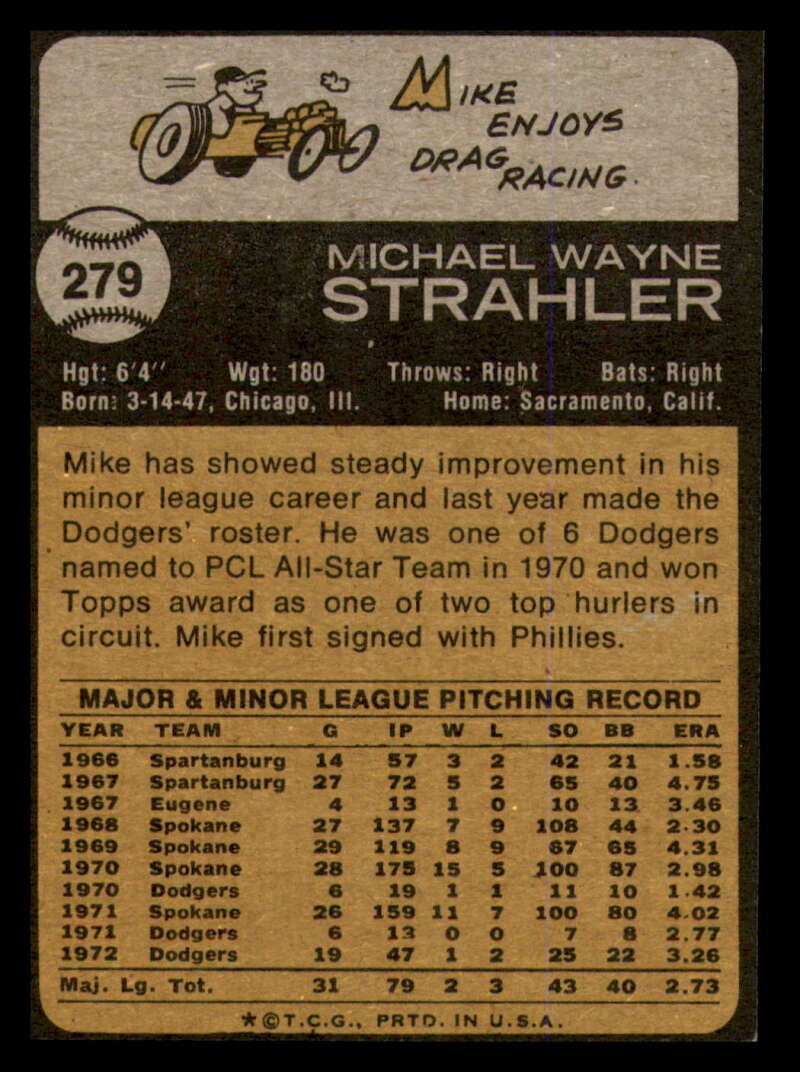 MIKE
ENJOYS
DRAG
RACING.
279
MICHAEL WAYNE
STRAHLER
Hgt: 6'4" Wgt: 180 Throws: Right Bats: Right
Born: 3-14-47, Chicago, Ill. Home: Sacramento, Calif.
Mike has showed steady improvement in his
minor league career and last year made the
Dodgers' roster. He was one of 6 Dodgers
named to PCL All-Star Team in 1970 and won
Topps award as one of two top hurlers in
circuit. Mike first signed with Phillies.
MAJOR & MINOR LEAGUE PITCHING RECORD
YEAR TEAM G IP W L SO BB ERA
1966 Spartanburg 14 57 3 2 42 21 1.58
1967 Spartanburg 27 72 5 2 65 40 4.75
1967 Eugene 4 13 1 0 10 13 3.46
1968 Spokane 27 137 7 9 108 44 2.30
1969 Spokane 29 119 8 9 67 65 4.31
1970 Spokane 28 175 15 5 100 87 2.98
1970 Dodgers 6 19 1 1 11 10 1.42
1971 Spokane 26 159 11 7 100 80 4.02
1971 Dodgers 6 13 0 0 7 8 2.77
1972 Dodgers 19 47 1 2 25 22 3.26
Maj. Lg. Tot. 31 79 2 3 43 40 2.73
*©T.C.G., PRTD. IN U.S.A.